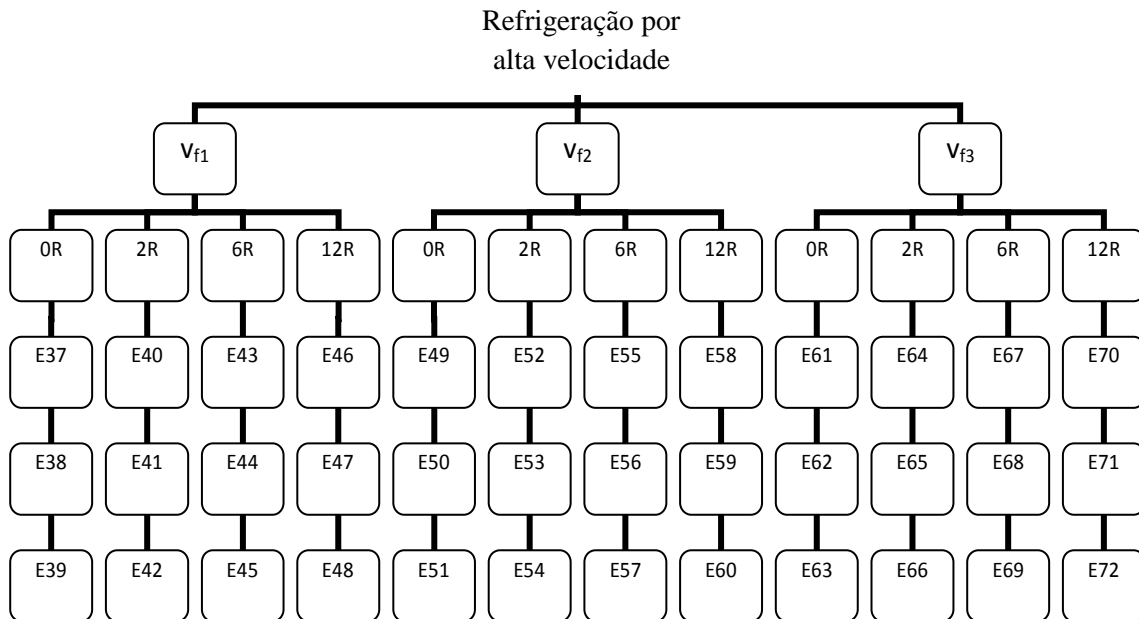 Refrigeração por
alta velocidade
vf1 vf2 vf3
0R 2R 6R 12R 0R 2R 6R 12R 0R 2R 6R 12R
E37 E40 E43 E46 E49 E52 E55 E58 E61 E64 E67 E70
E38 E41 E44 E47 E50 E53 E56 E59 E62 E65 E68 E71
E39 E42 E45 E48 E51 E54 E57 E60 E63 E66 E69 E72